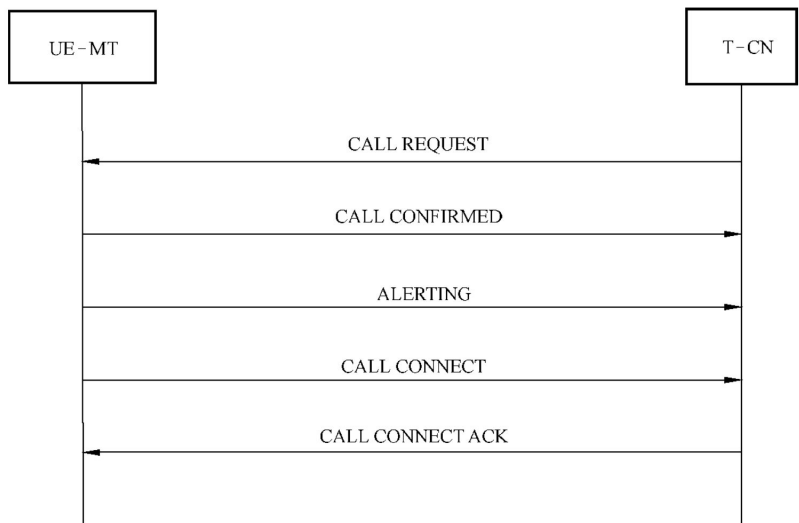 UE-MT
T-CN
CALL REQUEST
CALL CONFIRMED
ALERTING
CALL CONNECT
CALL CONNECT ACK